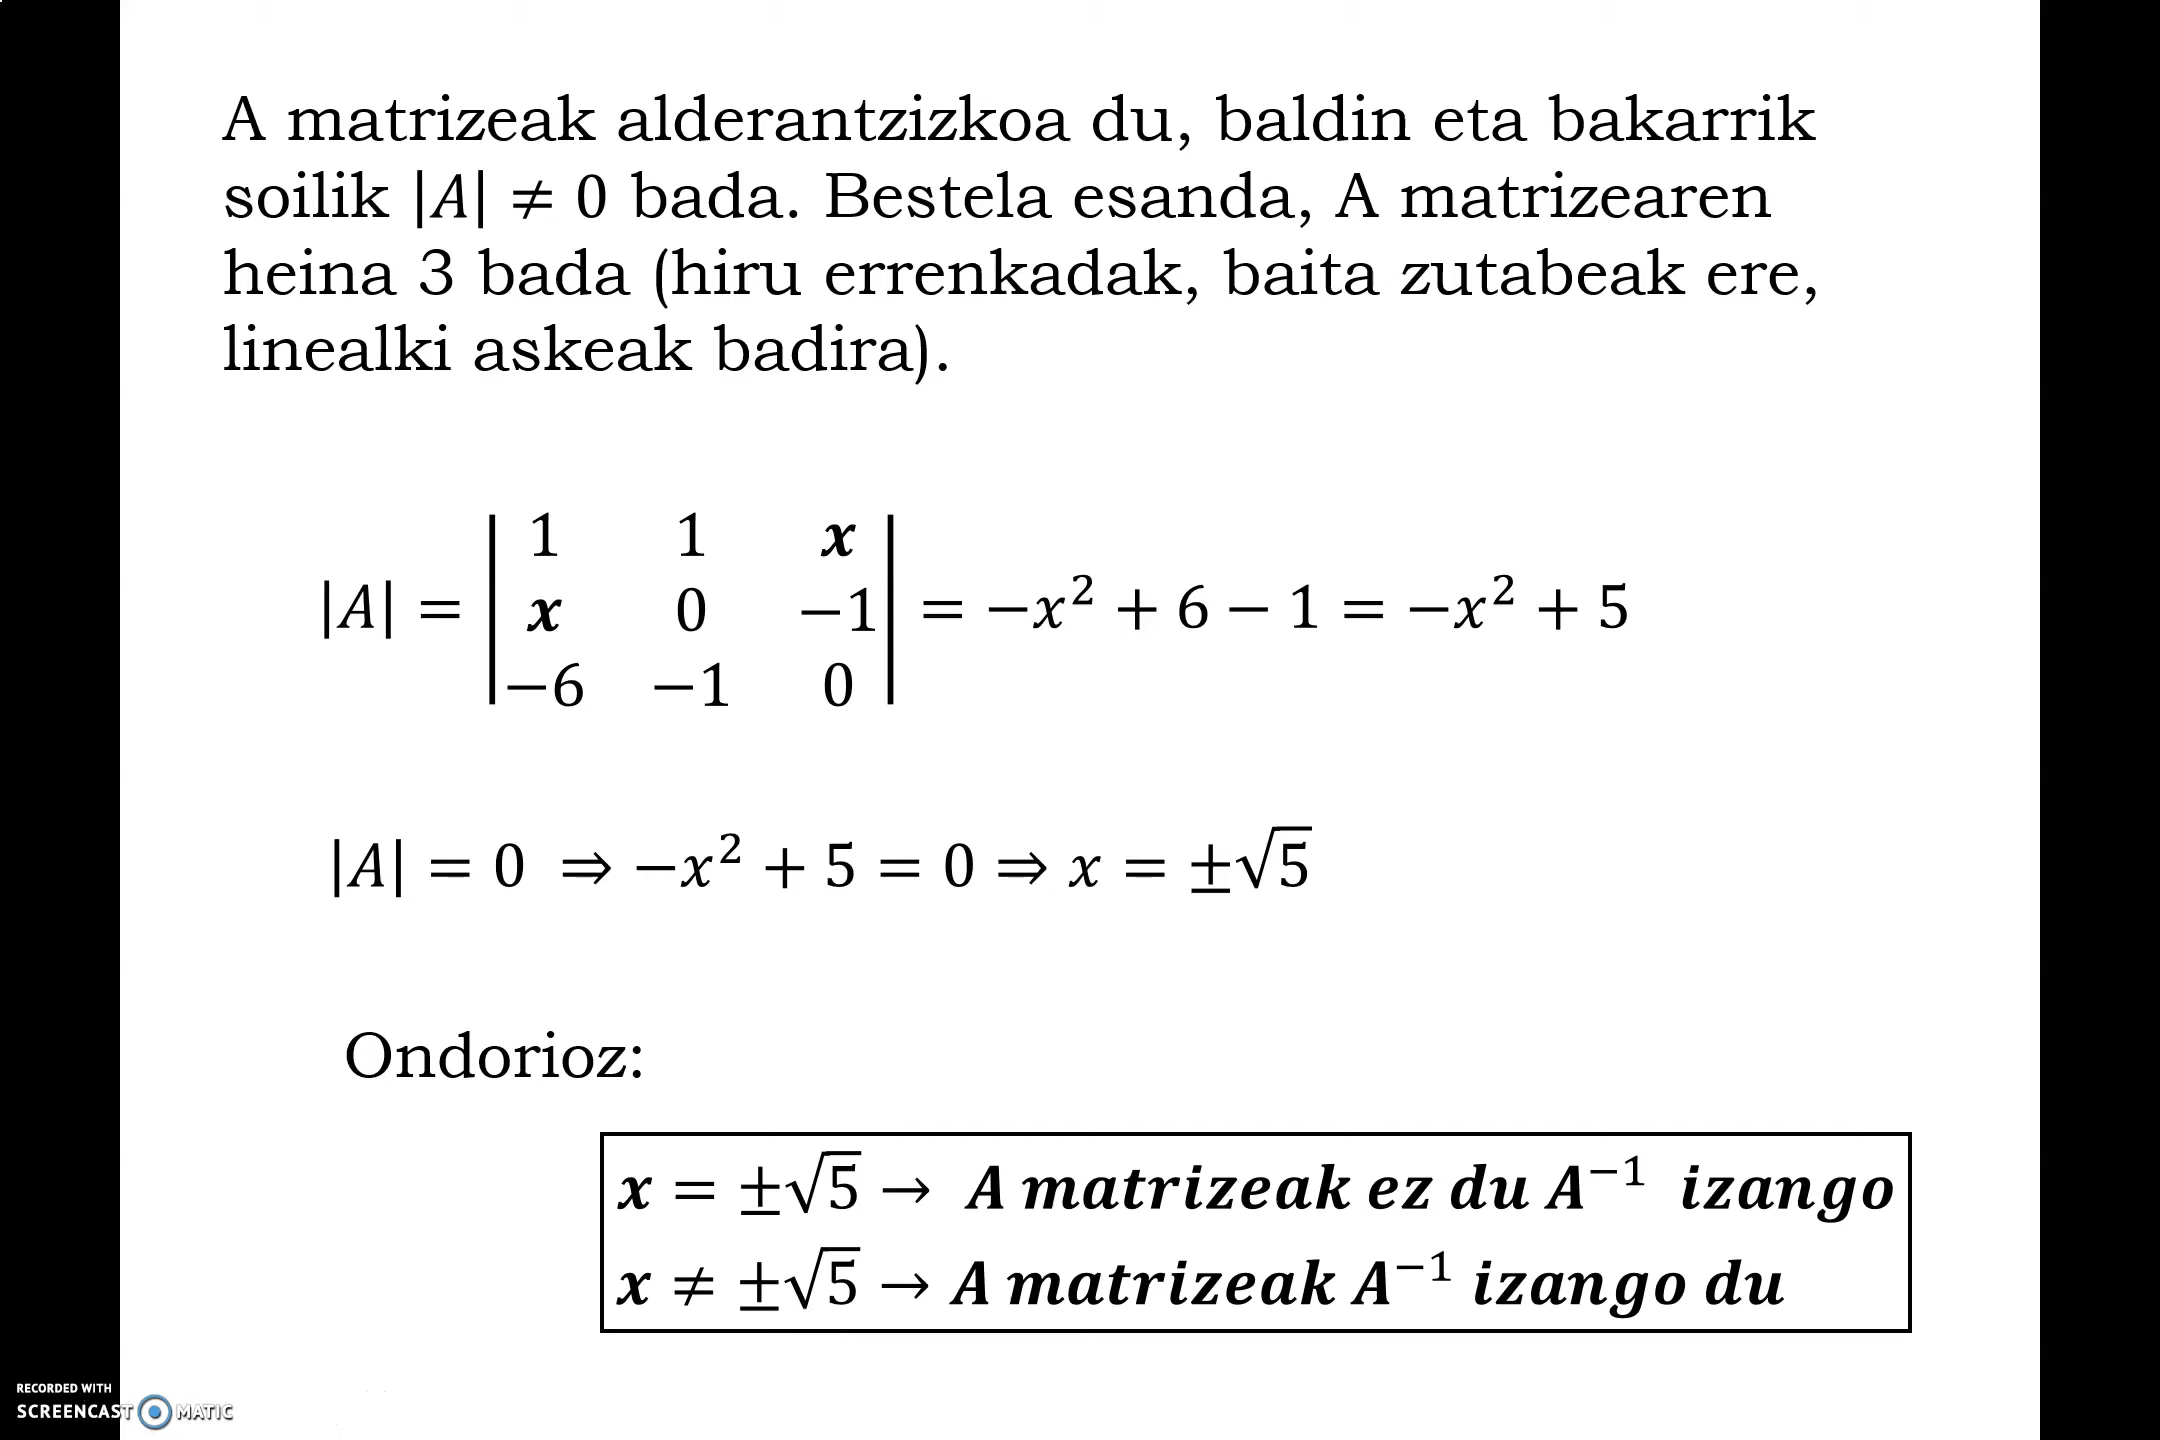 A matrizeak alderantzizkoa du, baldin eta bakarrik
soilik |A| ≠ 0 bada. Bestela esanda, A matrizearen
heina 3 bada (hiru errenkadak, baita zutabeak ere,
linealki askeak badira).
1 1 x
|A| = | x 0 −1 | = −x² + 6 − 1 = −x² + 5
−6 −1 0
|A| = 0 ⇒ −x² + 5 = 0 ⇒ x = ±√5
Ondorioz:
x = ±√5 → A matrizeak ez du A⁻¹ izango
x ≠ ±√5 → A matrizeak A⁻¹ izango du
RECORDED WITH
SCREENCAST MATIC